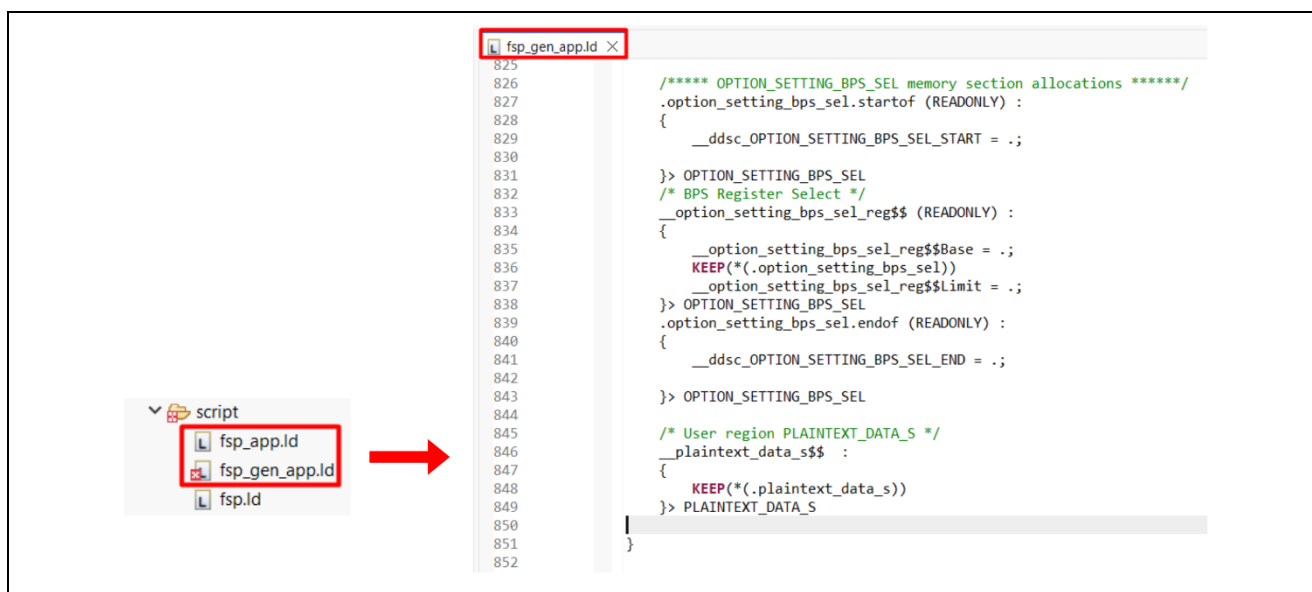 script
fsp_app.ld
fsp_gen_app.ld
fsp.ld
fsp_gen_app.ld
825
826 /***** OPTION_SETTING_BPS_SEL memory section allocations ******/
827 .option_setting_bps_sel.startof (READONLY) :
828 {
829 __ddsc_OPTION_SETTING_BPS_SEL_START = .;
830
831 }> OPTION_SETTING_BPS_SEL
832 /* BPS Register Select */
833 __option_setting_bps_sel_reg$$ (READONLY) :
834 {
835 __option_setting_bps_sel_reg$$Base = .;
836 KEEP(*(.option_setting_bps_sel))
837 __option_setting_bps_sel_reg$$Limit = .;
838 }> OPTION_SETTING_BPS_SEL
839 .option_setting_bps_sel.endof (READONLY) :
840 {
841 __ddsc_OPTION_SETTING_BPS_SEL_END = .;
842
843 }> OPTION_SETTING_BPS_SEL
844
845 /* User region PLAINTEXT_DATA_S */
846 __plaintext_data_s$$ :
847 {
848 KEEP(*(.plaintext_data_s))
849 }> PLAINTEXT_DATA_S
850
851 }
852